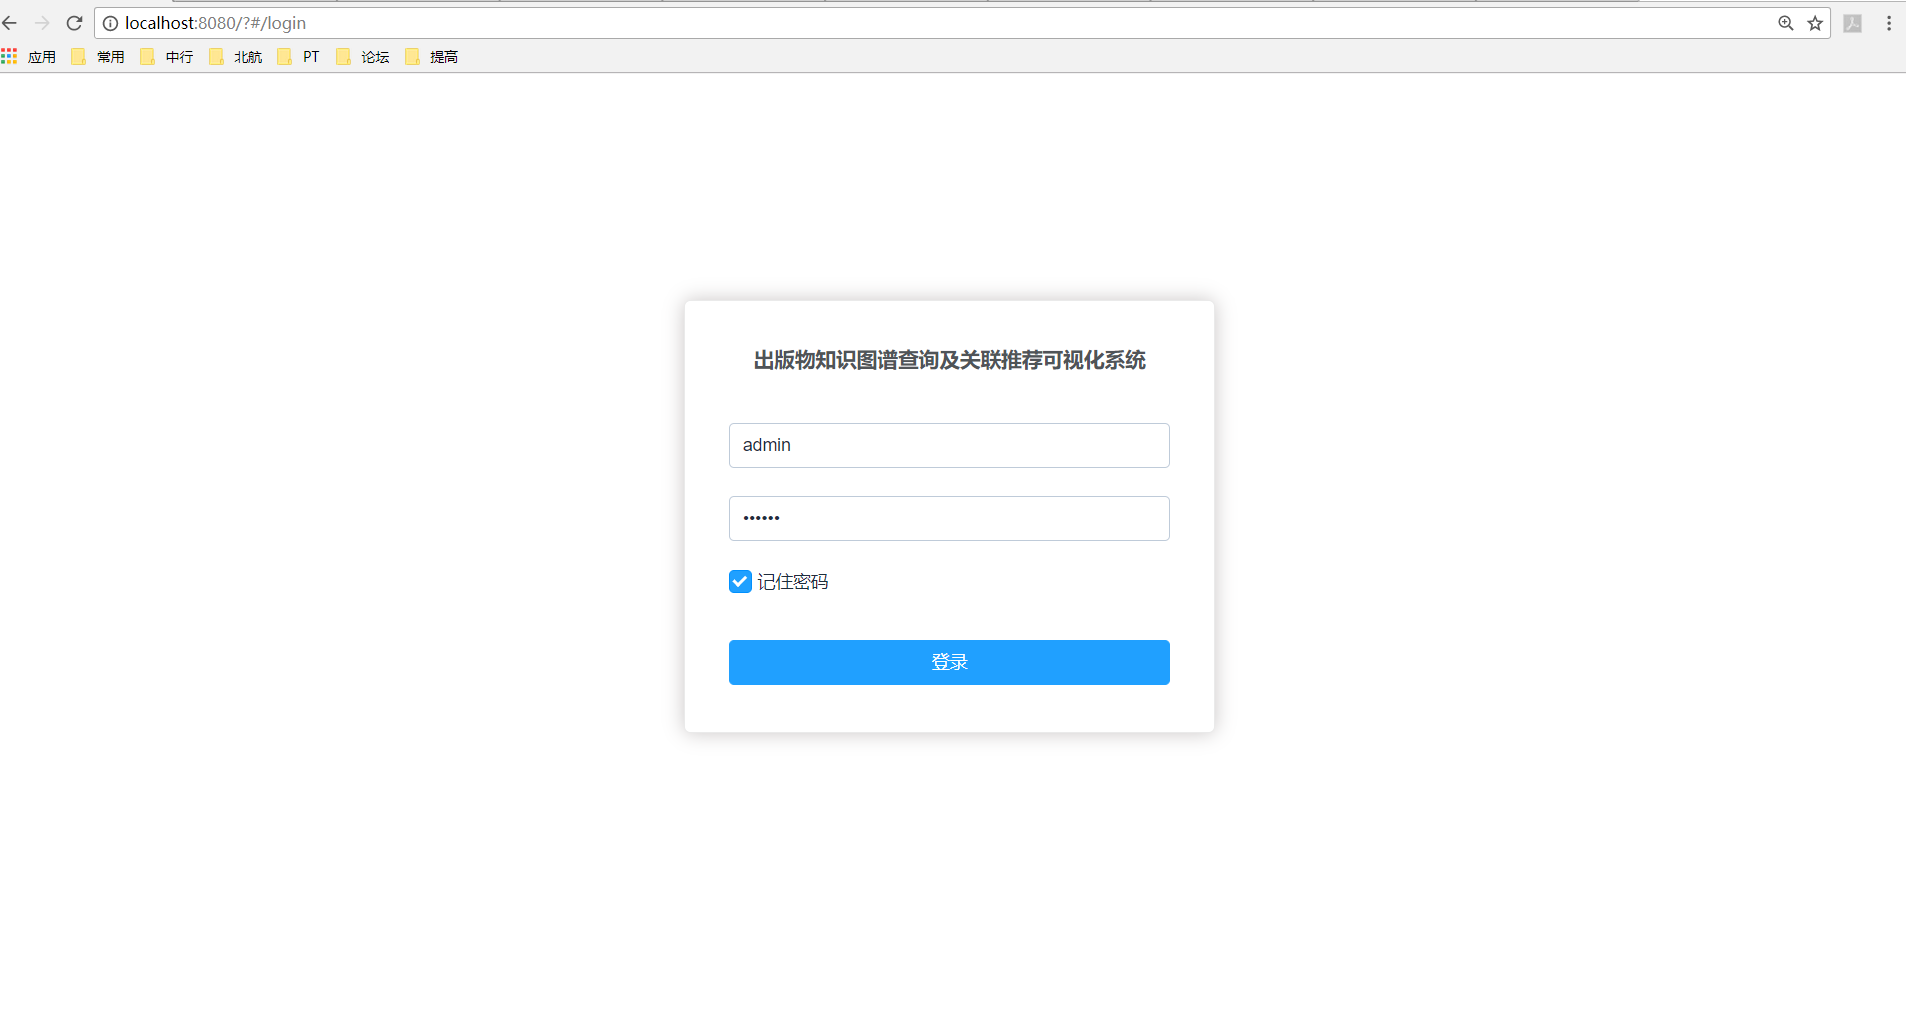 localhost:8080/?#/login
应用 常用 中行 北航 PT 论坛 提高
出版物知识图谱查询及关联推荐可视化系统
admin
••••••
记住密码
登录